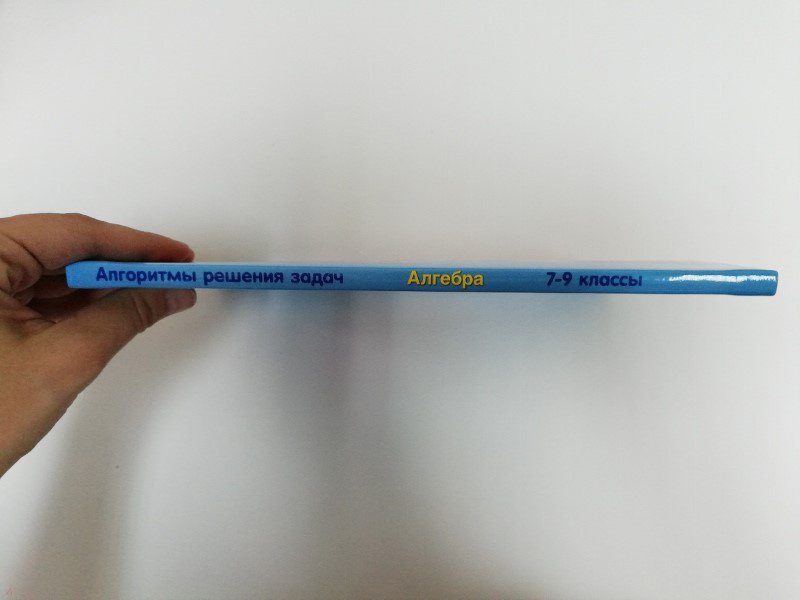 Алгоритмы решения задач Алгебра 7-9 классы